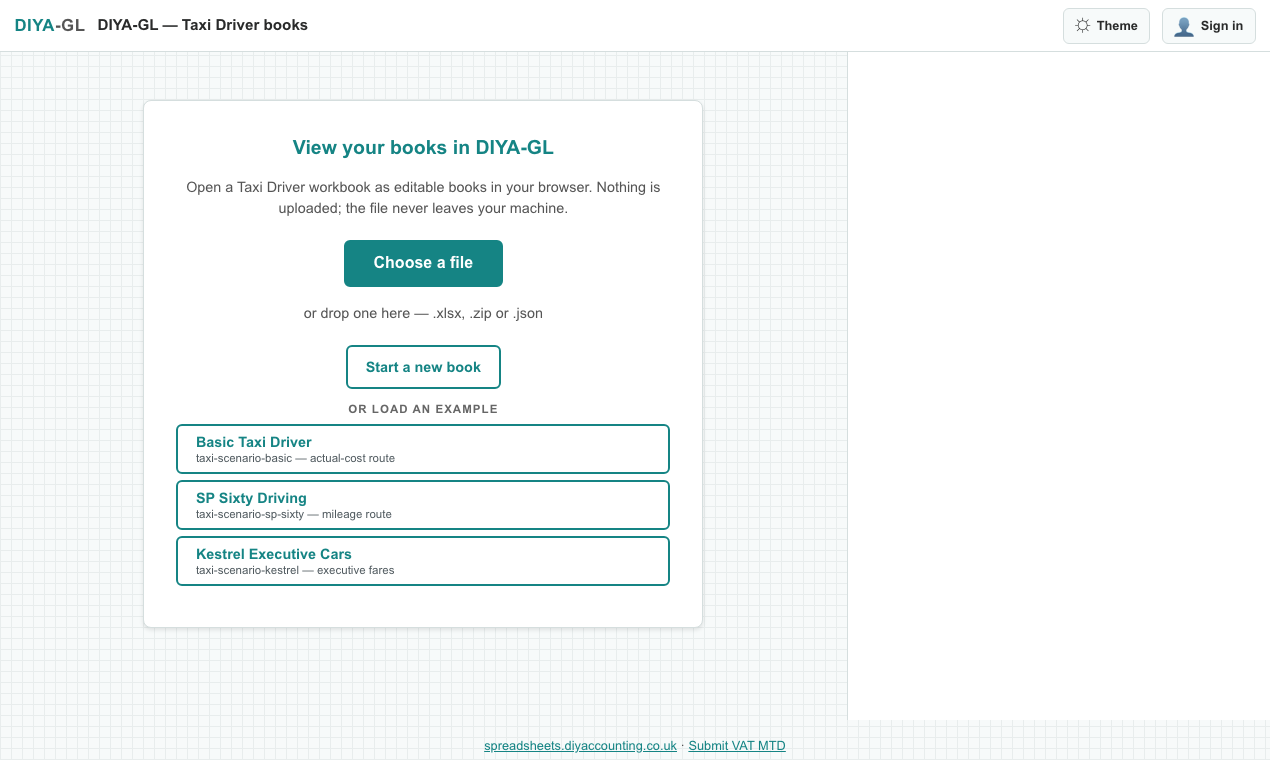 DIYA-GL DIYA-GL — Taxi Driver books
Theme
Sign in
View your books in DIYA-GL
Open a Taxi Driver workbook as editable books in your browser. Nothing is
uploaded; the file never leaves your machine.
Choose a file
or drop one here — .xlsx, .zip or .json
Start a new book
OR LOAD AN EXAMPLE
Basic Taxi Driver
taxi-scenario-basic — actual-cost route
SP Sixty Driving
taxi-scenario-sp-sixty — mileage route
Kestrel Executive Cars
taxi-scenario-kestrel — executive fares
spreadsheets.diyaccounting.co.uk · Submit VAT MTD